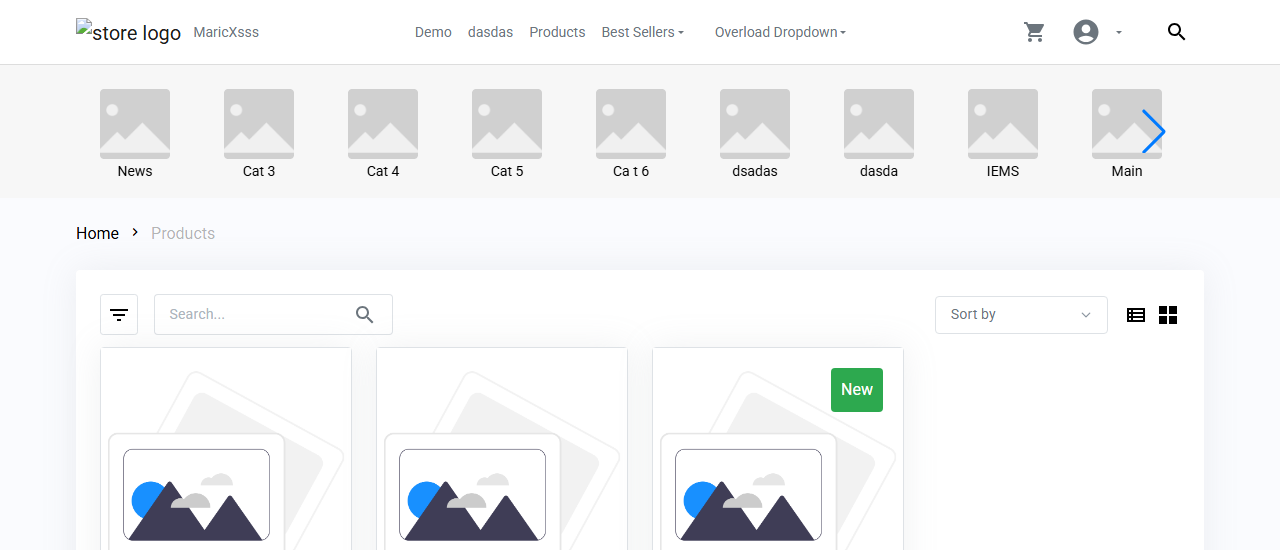 store logo MaricXsss Demo dasdas Products Best Sellers Overload Dropdown
News Cat 3 Cat 4 Cat 5 Ca t 6 dsadas dasda IEMS Main
Home > Products
Search... Sort by
New